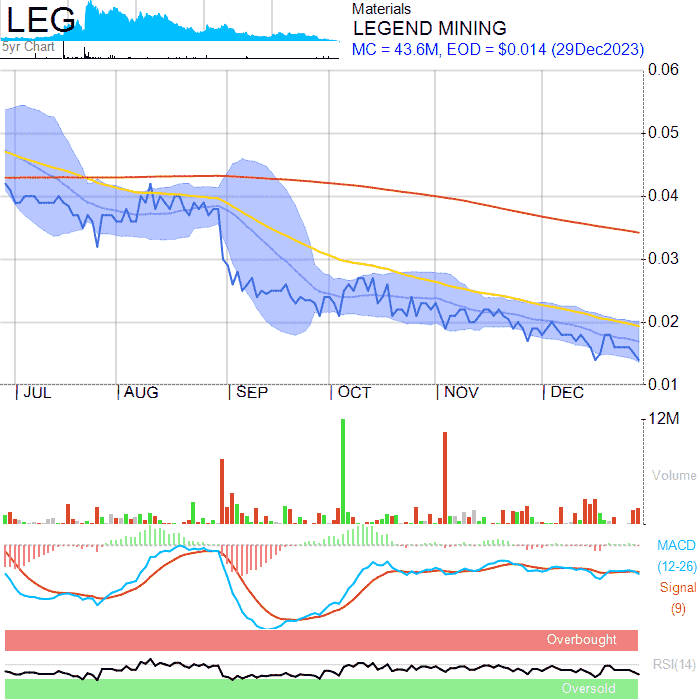 LEG
5yr Chart
Materials
LEGEND MINING
MC = 43.6M, EOD = $0.014 (29Dec2023)
0.06
0.05
0.04
0.03
0.02
0.01
JUL AUG SEP OCT NOV DEC
12M
Volume
MACD
(12-26)
Signal
(9)
Overbought
RSI(14)
Oversold